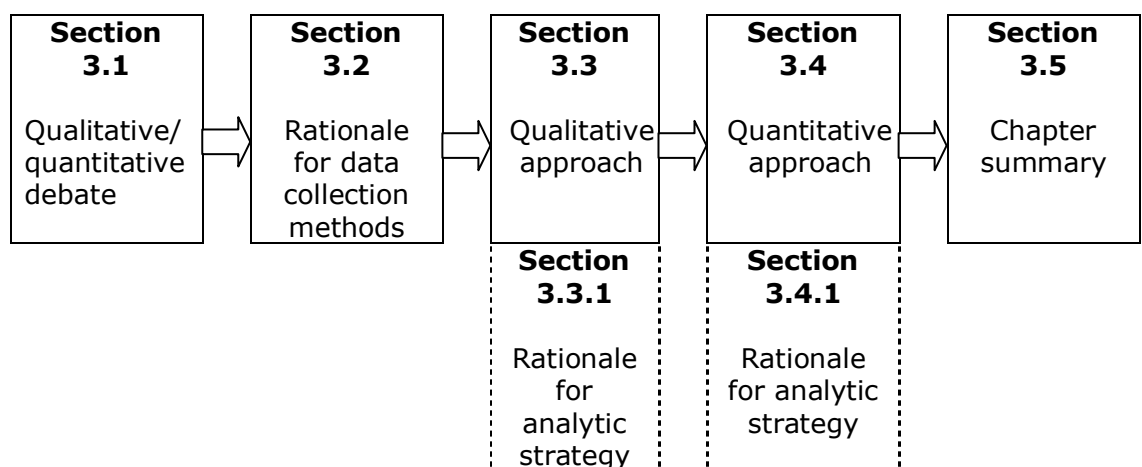 Section
3.1
Qualitative/
quantitative
debate
Section
3.2
Rationale
for data
collection
methods
Section
3.3
Qualitative
approach
Section
3.4
Quantitative
approach
Section
3.5
Chapter
summary
Section
3.3.1
Rationale
for
analytic
strategy
Section
3.4.1
Rationale
for analytic
strategy